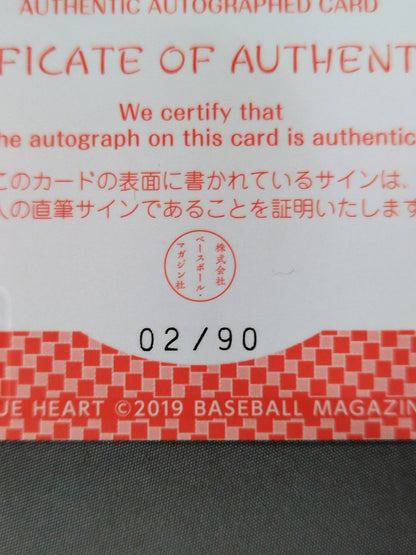 AUTHENTIC AUTOGRAPHED CARD
FICATE OF AUTHENT
We certify that
he autograph on this card is authentic
このカードの表面に書かれているサインは、
人の直筆サインであることを証明いたします
株式会社
ベースボール・
マガジン社
02/90
UE HEART ©2019 BASEBALL MAGAZIN